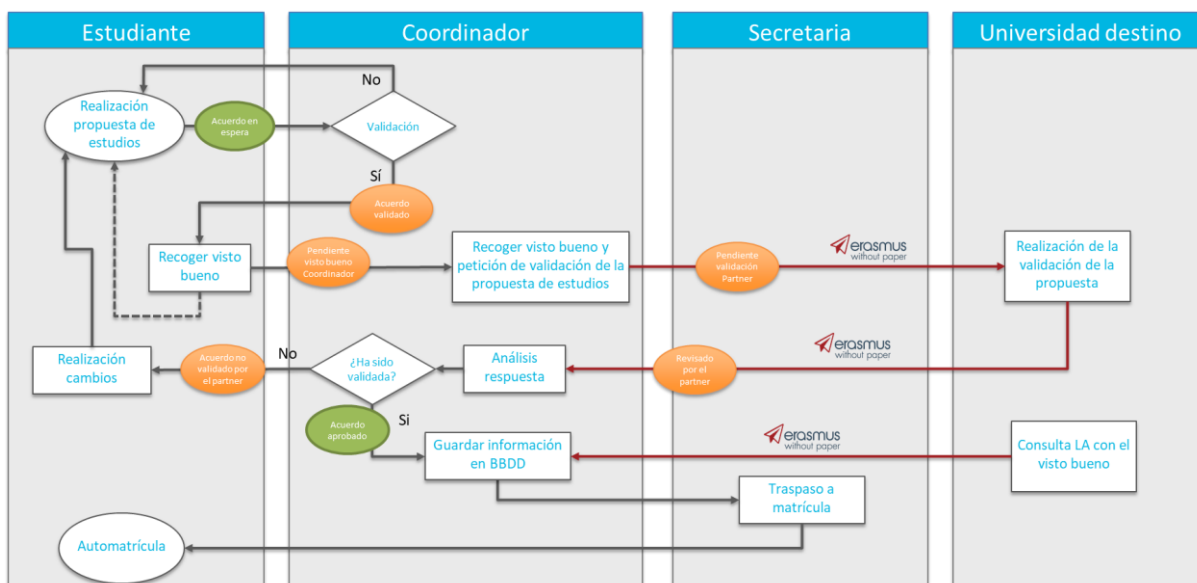 Estudiante
Coordinador
Secretaria
Universidad destino
No
Realización
propuesta de
estudios
Acuerdo en
espera
Validación
Sí
Acuerdo
validado
Recoger visto
bueno
Pendiente
visto bueno
Coordinador
Recoger visto bueno y
petición de validación de la
propuesta de estudios
Pendiente
validación
Partner
erasmus
without paper
Realización de la
validación de la
propuesta
Realización
cambios
Acuerdo no
validado por
el partner
No
¿Ha sido
validada?
Análisis
respuesta
Revisado
por el
partner
erasmus
without paper
Acuerdo
aprobado
Si
Guardar información
en BBDD
erasmus
without paper
Consulta LA con el
visto bueno
Traspaso a
matrícula
Automatrícula